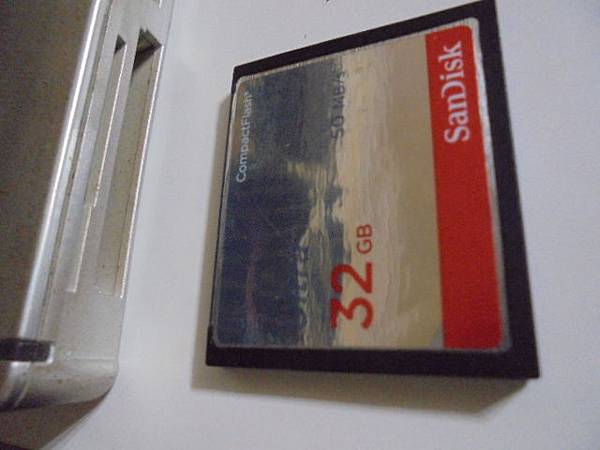 SanDisk
32 GB
50 MB/s
Ultra
CompactFlash®